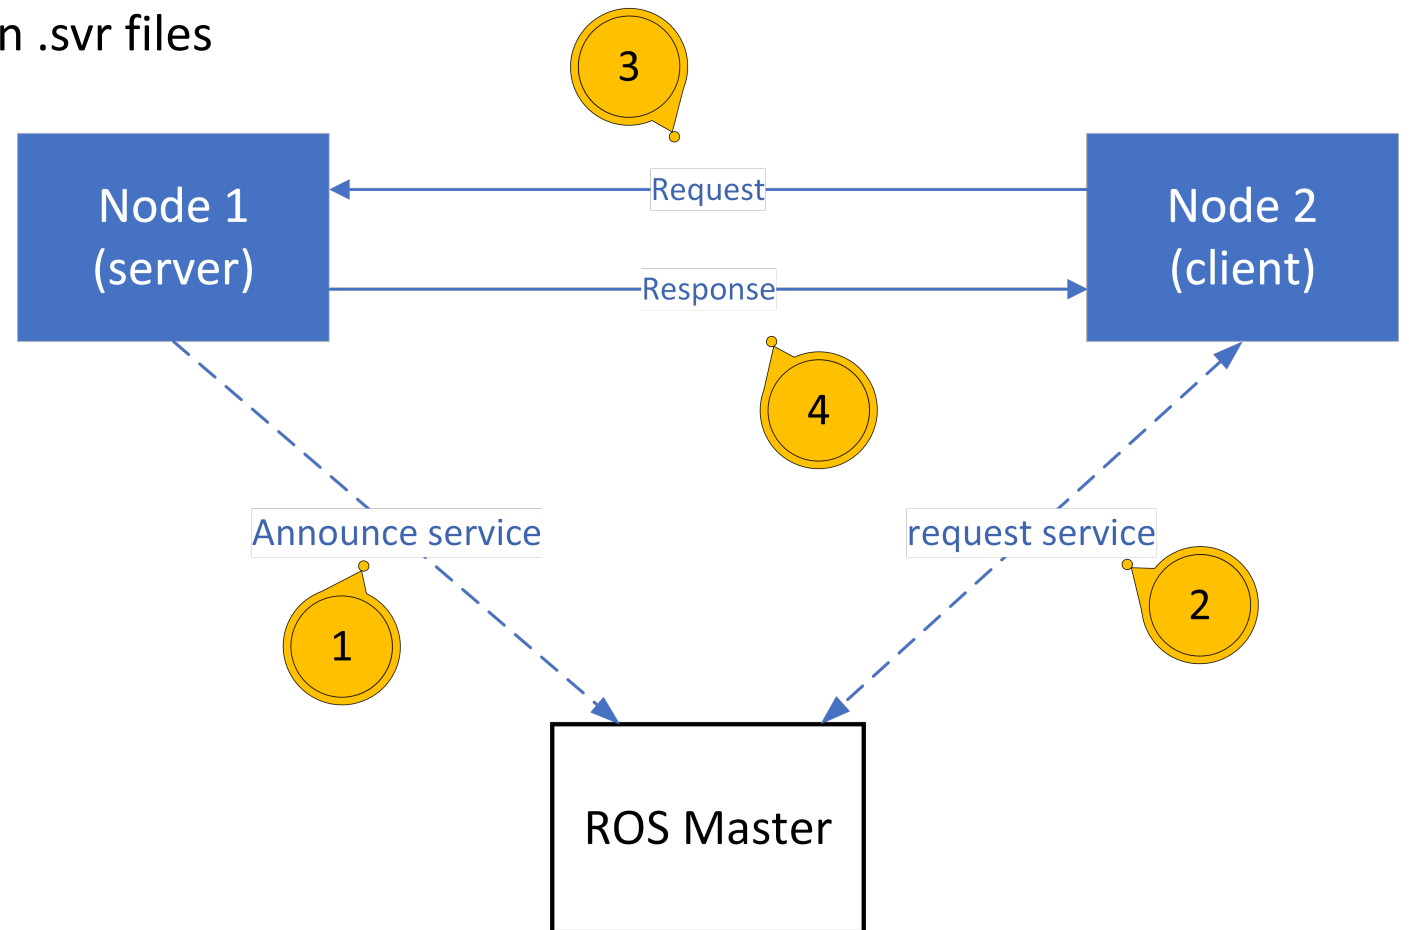 n .svr files
3
Request
Node 1
(server)
Node 2
(client)
Response
4
Announce service
request service
1
2
ROS Master